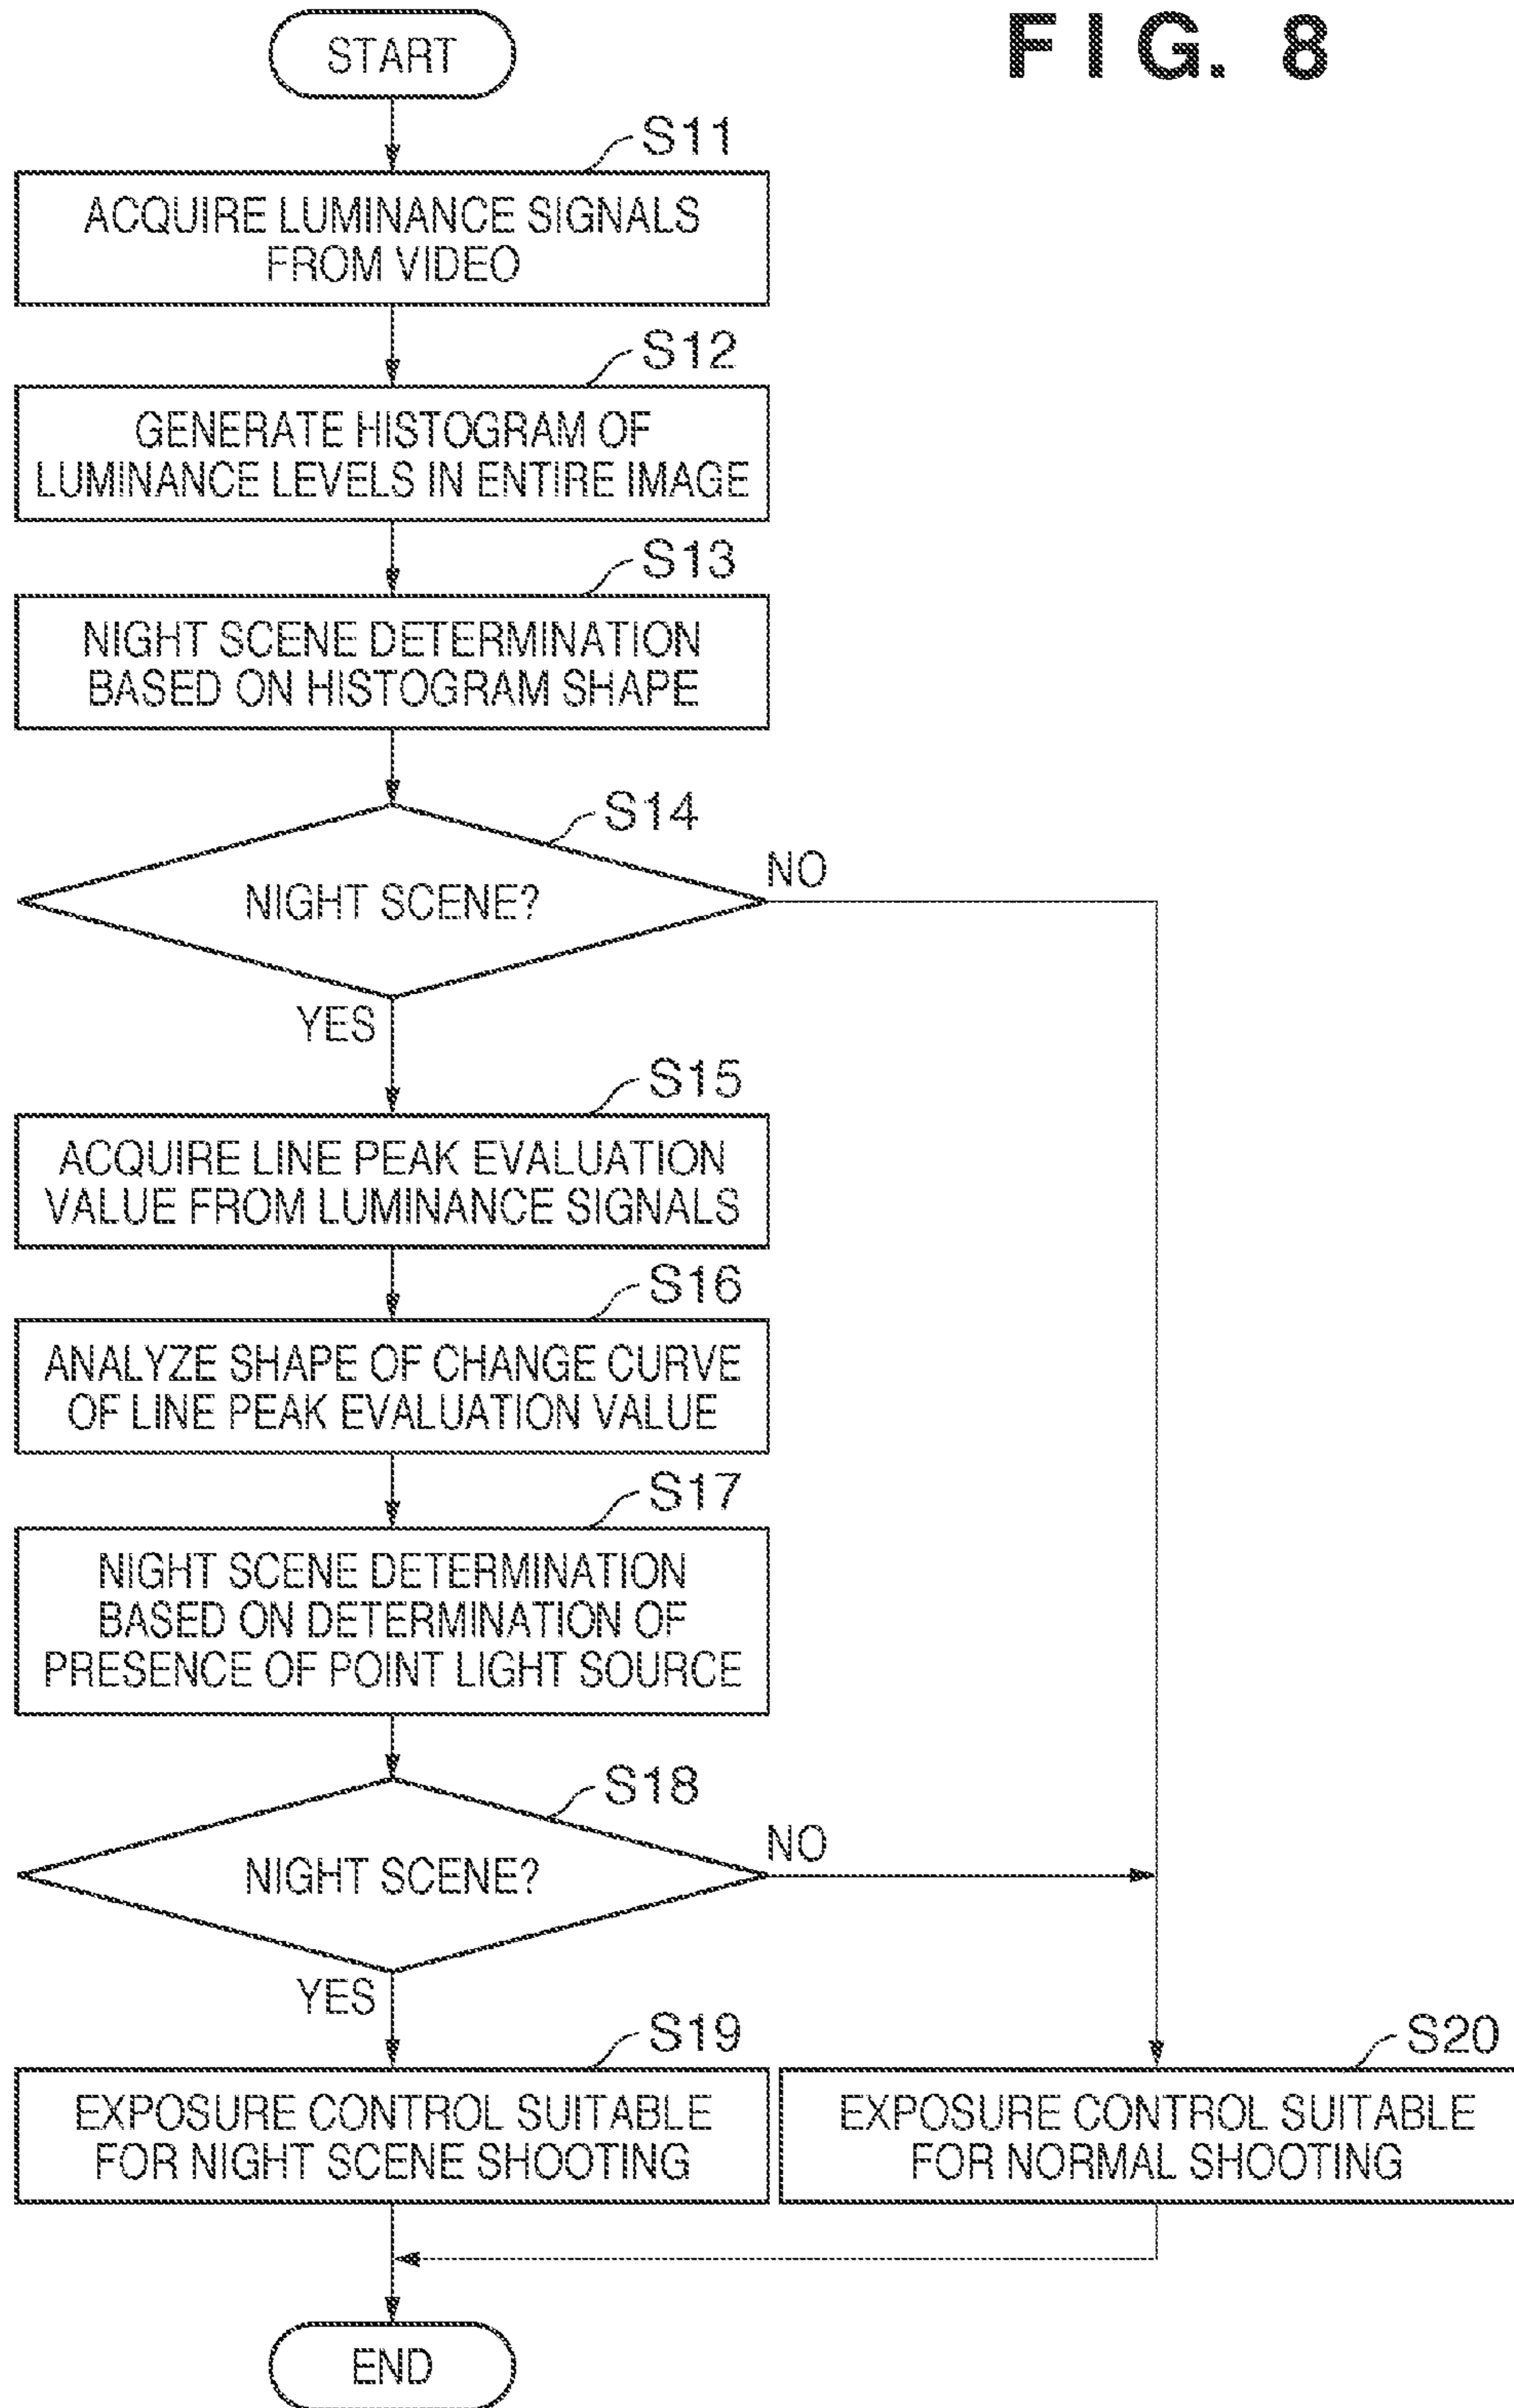 FIG. 8
START
S11
ACQUIRE LUMINANCE SIGNALS
FROM VIDEO
S12
GENERATE HISTOGRAM OF
LUMINANCE LEVELS IN ENTIRE IMAGE
S13
NIGHT SCENE DETERMINATION
BASED ON HISTOGRAM SHAPE
S14
NIGHT SCENE?
NO
YES
S15
ACQUIRE LINE PEAK EVALUATION
VALUE FROM LUMINANCE SIGNALS
S16
ANALYZE SHAPE OF CHANGE CURVE
OF LINE PEAK EVALUATION VALUE
S17
NIGHT SCENE DETERMINATION
BASED ON DETERMINATION OF
PRESENCE OF POINT LIGHT SOURCE
S18
NIGHT SCENE?
NO
YES
S19
EXPOSURE CONTROL SUITABLE
FOR NIGHT SCENE SHOOTING
S20
EXPOSURE CONTROL SUITABLE
FOR NORMAL SHOOTING
END